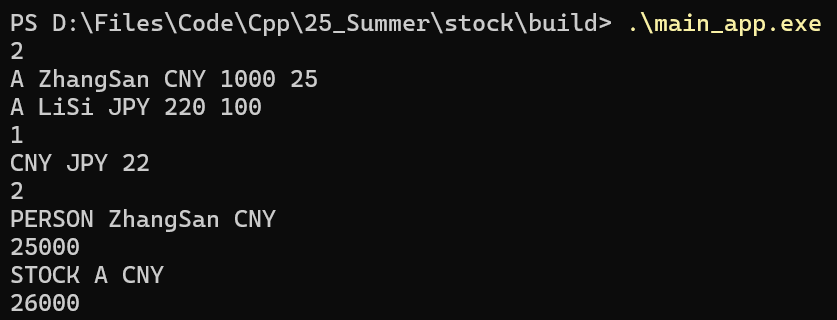 PS D:\Files\Code\Cpp\25_Summer\stock\build> .\main_app.exe
2
A ZhangSan CNY 1000 25
A LiSi JPY 220 100
1
CNY JPY 22
2
PERSON ZhangSan CNY
25000
STOCK A CNY
26000